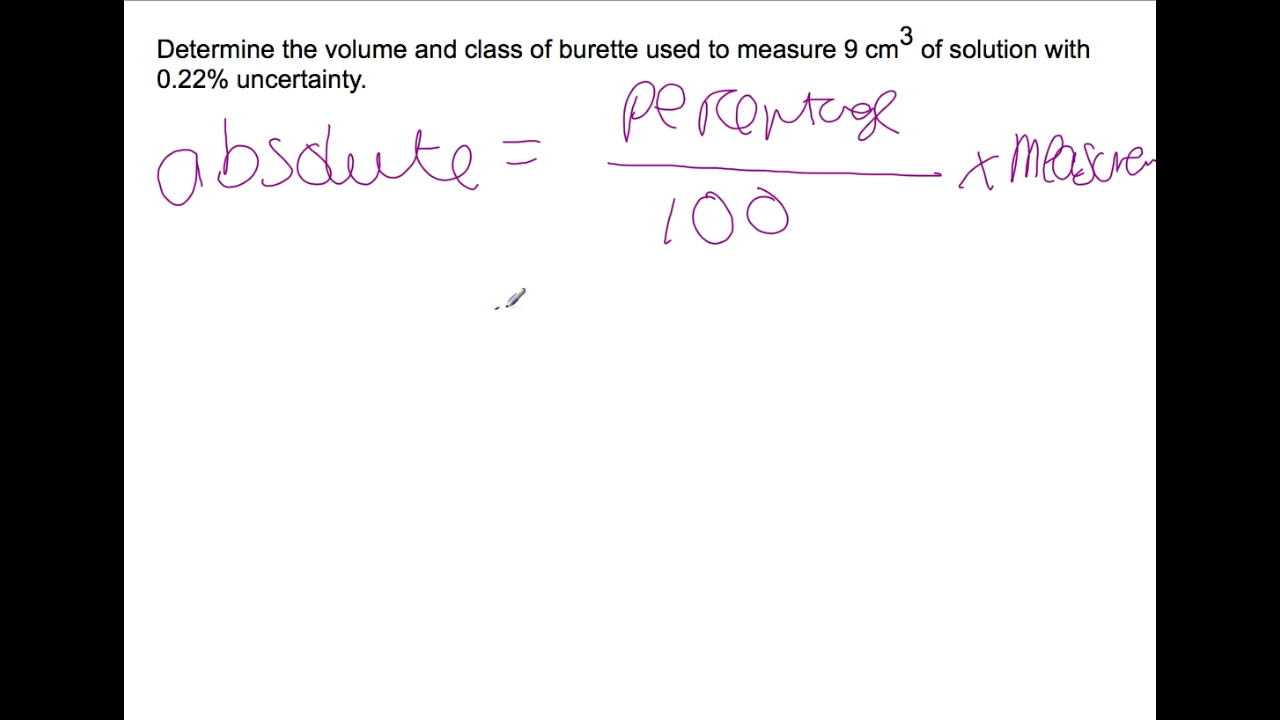 Determine the volume and class of burette used to measure 9 cm³ of solution with
0.22% uncertainty.
absolute = percentage / 100 × measurem